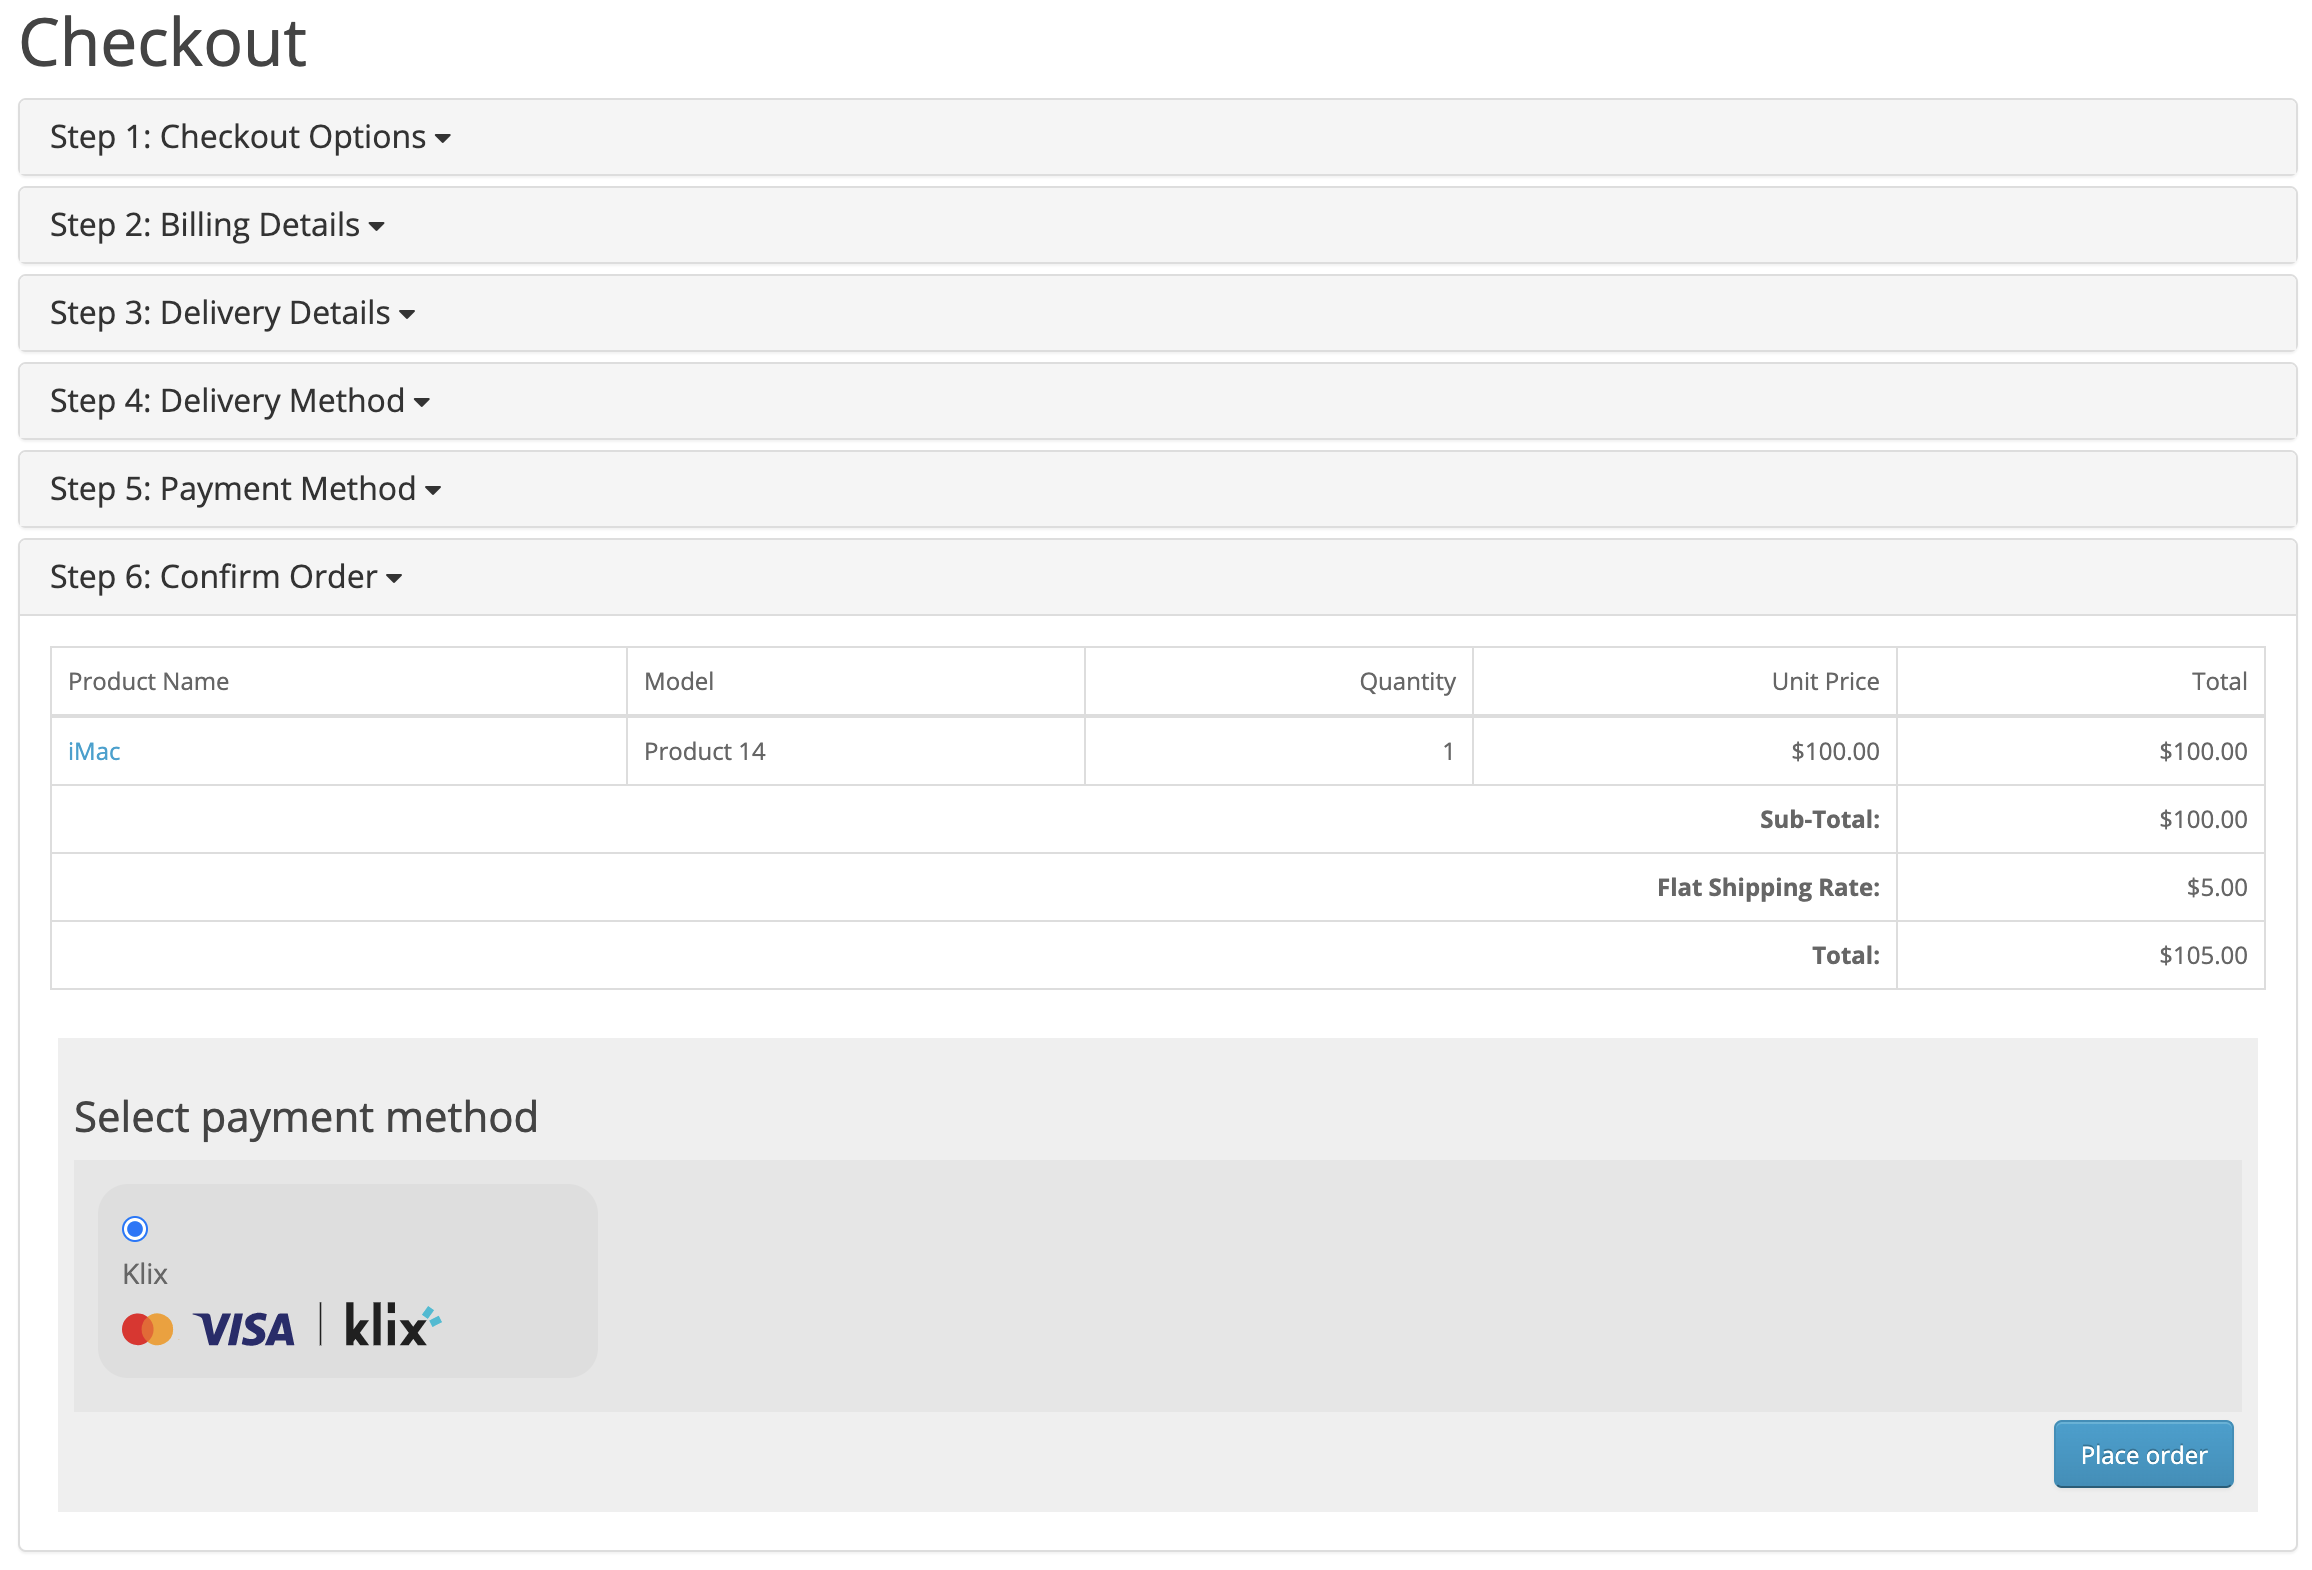 Checkout
Step 1: Checkout Options
Step 2: Billing Details
Step 3: Delivery Details
Step 4: Delivery Method
Step 5: Payment Method
Step 6: Confirm Order
Product Name Model Quantity Unit Price Total
iMac Product 14 1 $100.00 $100.00
Sub-Total: $100.00
Flat Shipping Rate: $5.00
Total: $105.00
Select payment method
Klix
VISA klix
Place order